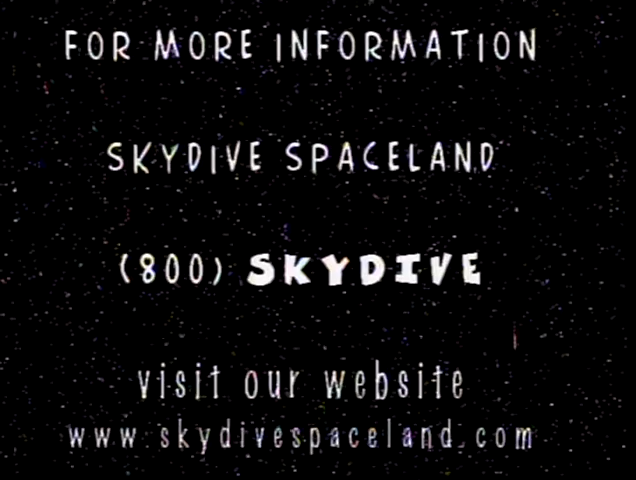 FOR MORE INFORMATION
SKYDIVE SPACELAND
(800) SKYDIVE
visit our website
www.skydivespaceland.com